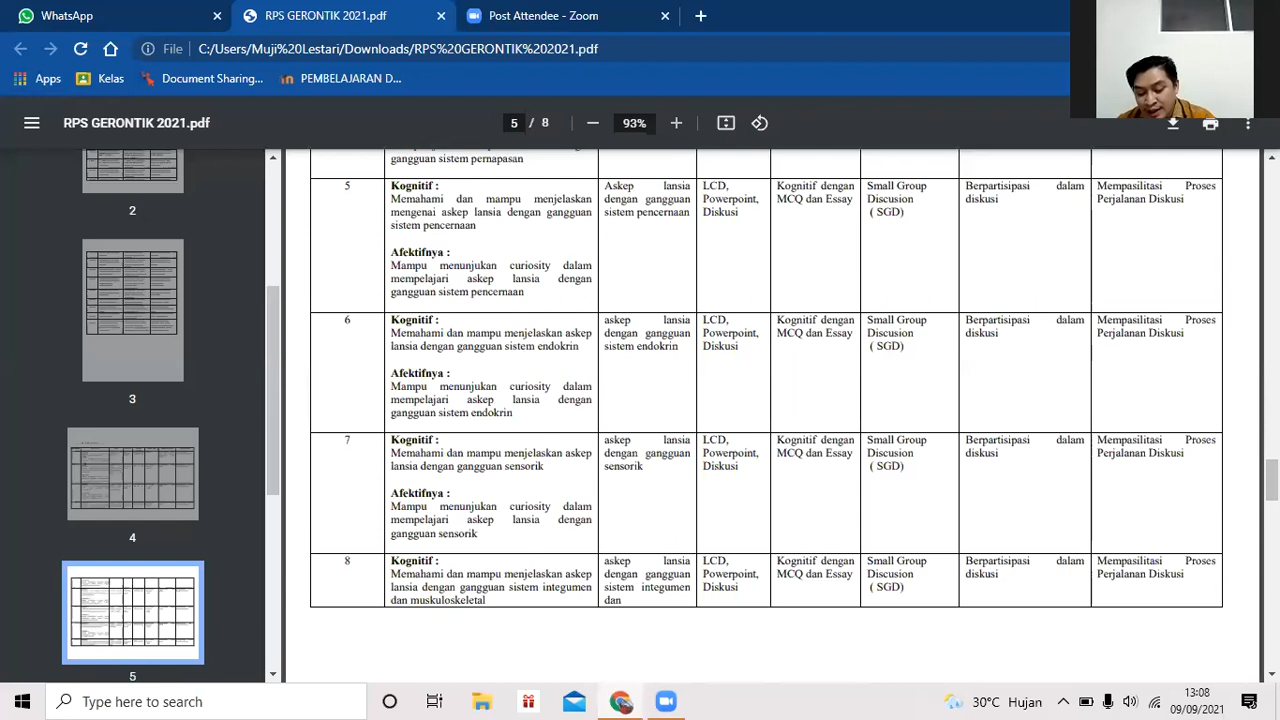 WhatsApp
RPS GERONTIK 2021.pdf
Post Attendee - Zoom
File
C:/Users/Muji%20Lestari/Downloads/RPS%20GERONTIK%202021.pdf
Apps
Kelas
Document Sharing...
PEMBELAJARAN D...
RPS GERONTIK 2021.pdf
5 / 8
93%
2
3
4
5
gangguan sistem pernapasan
5
Kognitif :
Memahami dan mampu menjelaskan
mengenai askep lansia dengan gangguan
sistem pencernaan
Afektifnya :
Mampu menunjukan curiosity dalam
mempelajari askep lansia dengan
gangguan sistem pencernaan
Askep lansia
dengan gangguan
sistem pencernaan
LCD,
Powerpoint,
Diskusi
Kognitif dengan
MCQ dan Essay
Small Group
Discusion
( SGD)
Berpartisipasi dalam
diskusi
Mempasilitasi Proses
Perjalanan Diskusi
6
Kognitif :
Memahami dan mampu menjelaskan askep
lansia dengan gangguan sistem endokrin
Afektifnya :
Mampu menunjukan curiosity dalam
mempelajari askep lansia dengan
gangguan sistem endokrin
askep lansia
dengan gangguan
sistem endokrin
LCD,
Powerpoint,
Diskusi
Kognitif dengan
MCQ dan Essay
Small Group
Discusion
( SGD)
Berpartisipasi dalam
diskusi
Mempasilitasi Proses
Perjalanan Diskusi
7
Kognitif :
Memahami dan mampu menjelaskan askep
lansia dengan gangguan sensorik
Afektifnya :
Mampu menunjukan curiosity dalam
mempelajari askep lansia dengan
gangguan sensorik
askep lansia
dengan gangguan
sensorik
LCD,
Powerpoint,
Diskusi
Kognitif dengan
MCQ dan Essay
Small Group
Discusion
( SGD)
Berpartisipasi dalam
diskusi
Mempasilitasi Proses
Perjalanan Diskusi
8
Kognitif :
Memahami dan mampu menjelaskan askep
lansia dengan gangguan sistem integumen
dan muskuloskeletal
askep lansia
dengan gangguan
sistem integumen
dan
LCD,
Powerpoint,
Diskusi
Kognitif dengan
MCQ dan Essay
Small Group
Discusion
( SGD)
Berpartisipasi dalam
diskusi
Mempasilitasi Proses
Perjalanan Diskusi
Type here to search
30°C Hujan
13:08
09/09/2021